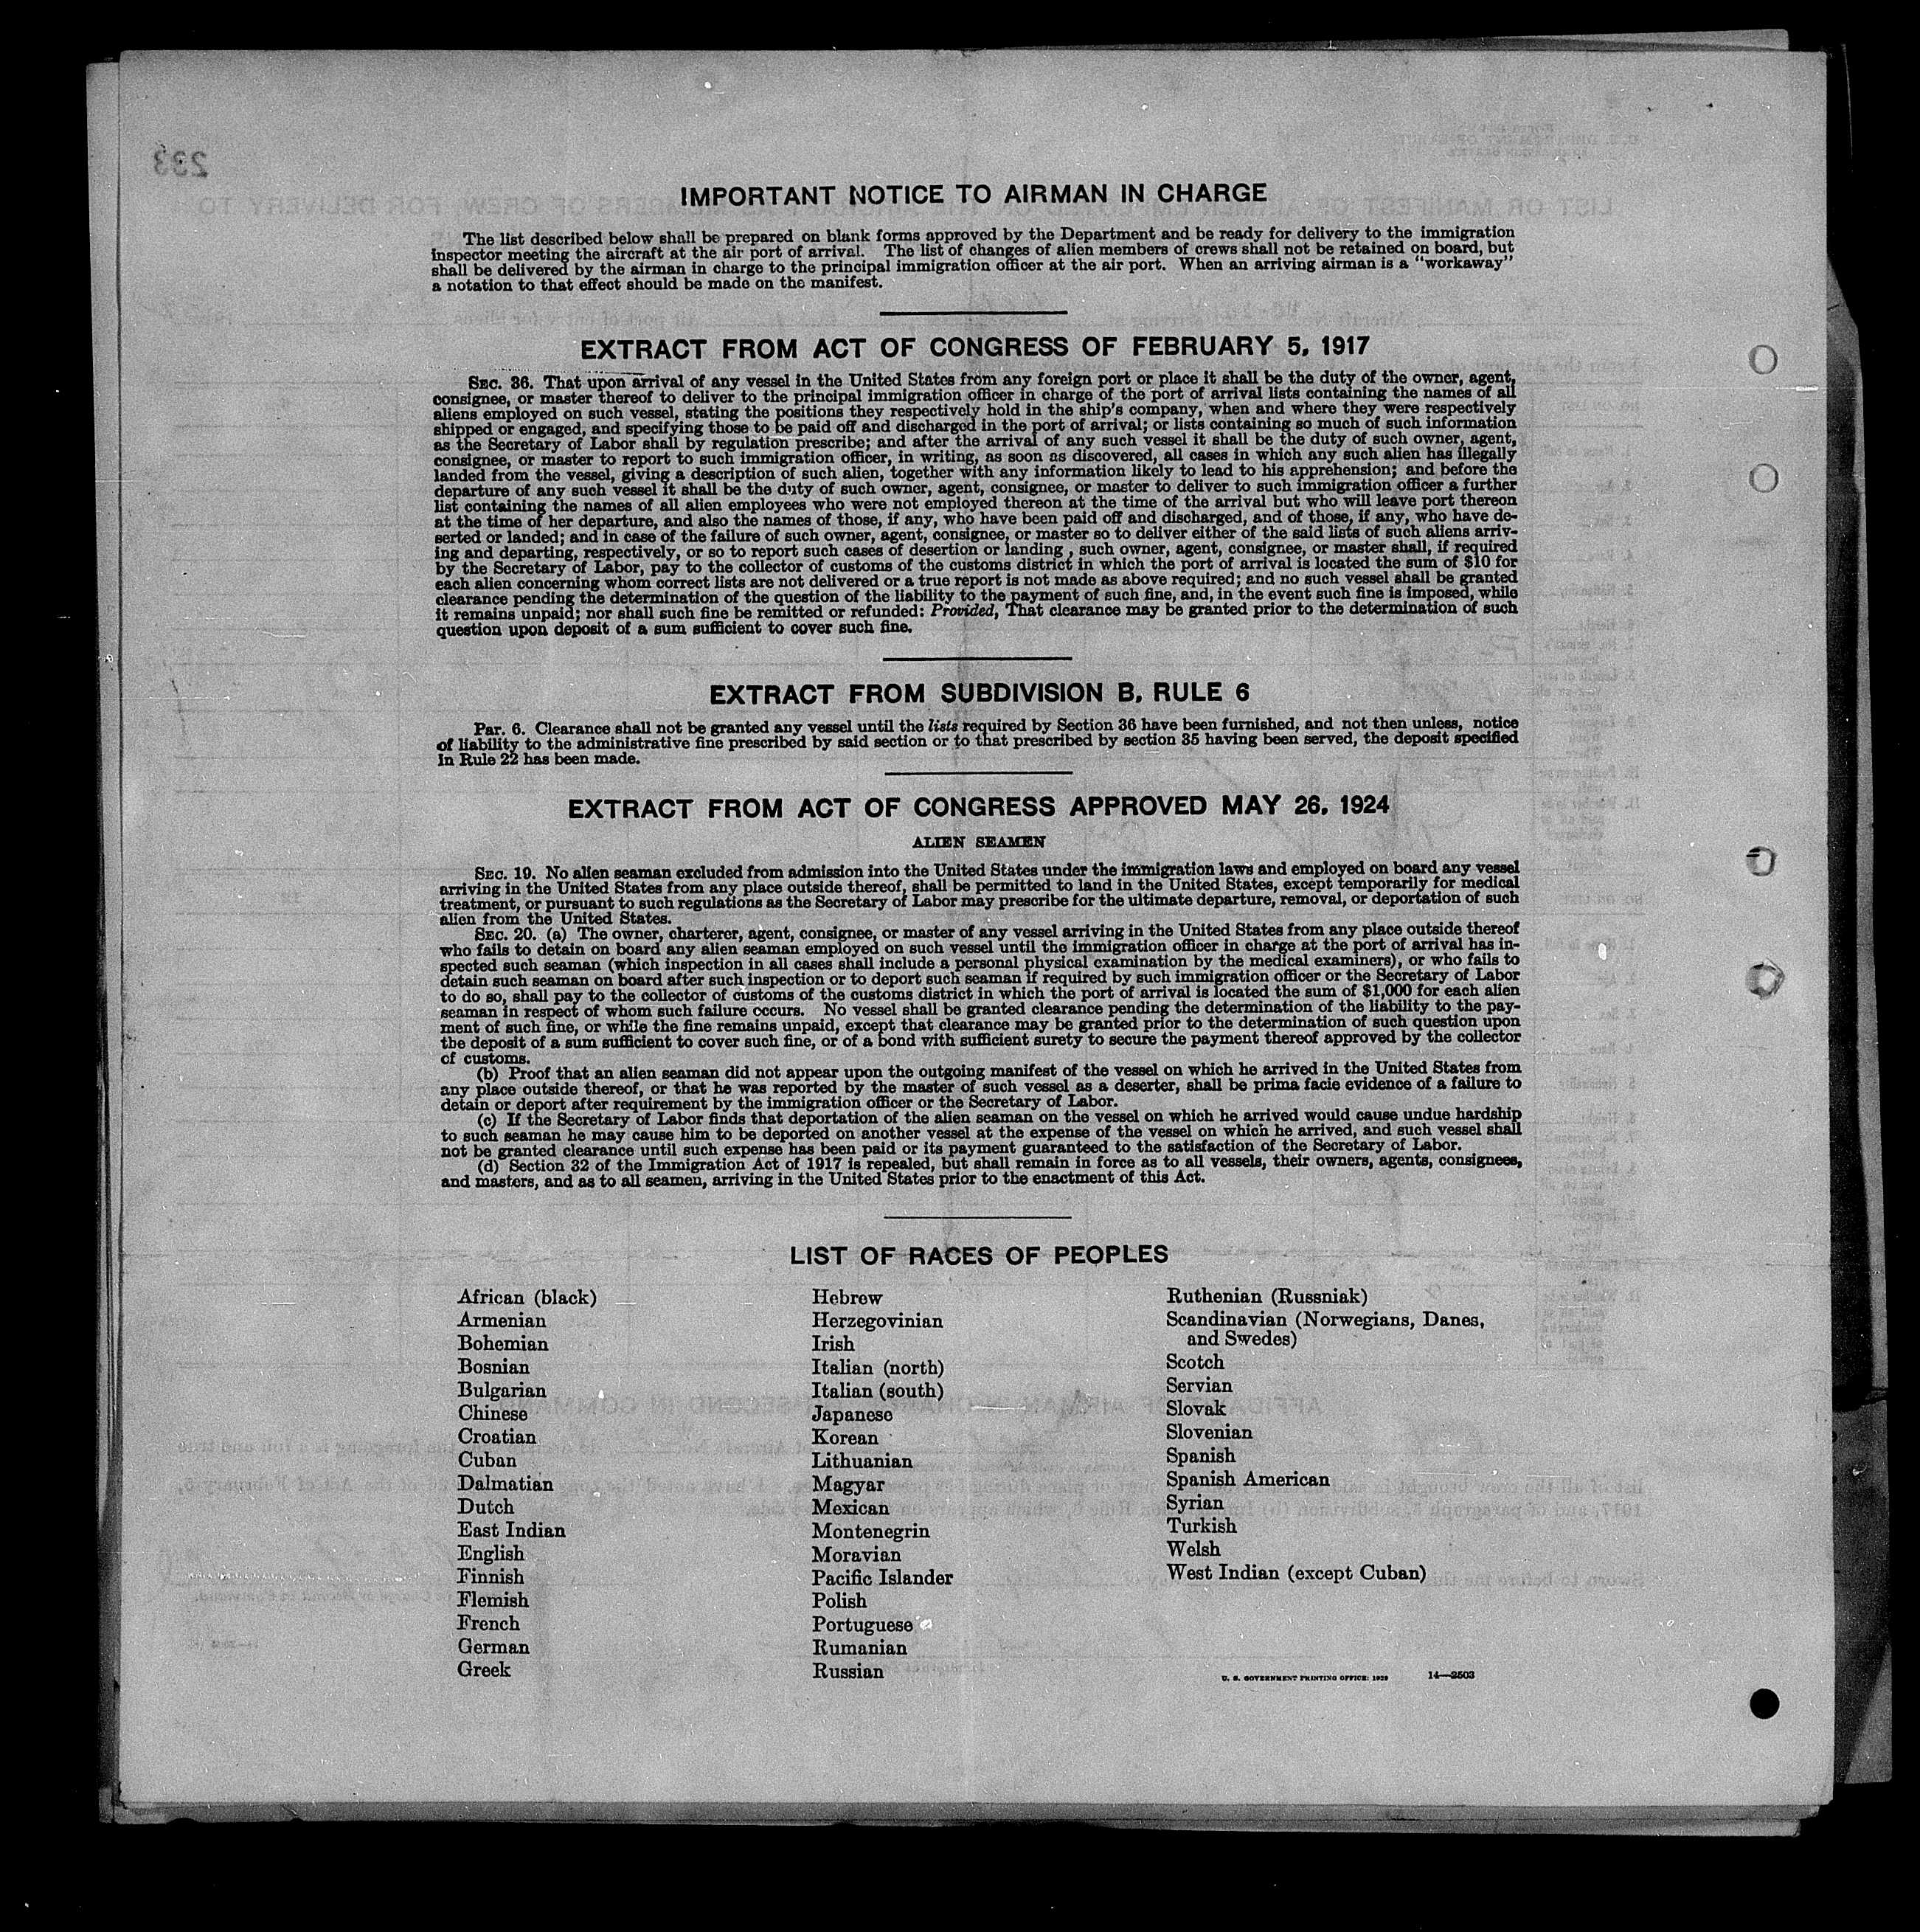 IMPORTANT NOTICE TO AIRMAN IN CHARGE
The list described below shall be prepared on blank forms approved by the Department and be ready for delivery to the immigration
inspector meeting the aircraft at the air port of arrival. The list of changes of alien members of crews shall not be retained on board, but
shall be delivered by the airman in charge to the principal immigration officer at the air port. When an arriving airman is a "workaway"
a notation to that effect should be made on the manifest.
EXTRACT FROM ACT OF CONGRESS OF FEBRUARY 5, 1917
SEC. 36. That upon arrival of any vessel in the United States from any foreign port or place it shall be the duty of the owner, agent,
consignee, or master thereof to deliver to the principal immigration officer in charge of the port of arrival lists containing the names of all
aliens employed on such vessel, stating the positions they respectively hold in the ship's company, when and where they were respectively
shipped or engaged, and specifying those to be paid off and discharged in the port of arrival; or lists containing so much of such information
as the Secretary of Labor shall by regulation prescribe; and after the arrival of any such vessel it shall be the duty of such owner, agent,
consignee, or master to report to such immigration officer, in writing, as soon as discovered, all cases in which any such alien has illegally
landed from the vessel, giving a description of such alien, together with any information likely to lead to his apprehension; and before the
departure of any such vessel it shall be the duty of such owner, agent, consignee, or master to deliver to such immigration officer a further
list containing the names of all alien employees who were not employed thereon at the time of the arrival but who will leave port thereon
at the time of her departure, and also the names of those, if any, who have been paid off and discharged, and of those, if any, who have de-
serted or landed; and in case of the failure of such owner, agent, consignee, or master so to deliver either of the said lists of such aliens arriv-
ing and departing, respectively, or so to report such cases of desertion or landing, such owner, agent, consignee, or master shall, if required
by the Secretary of Labor, pay to the collector of customs of the customs district in which the port of arrival is located the sum of $10 for
each alien concerning whom correct lists are not delivered or a true report is not made as above required; and no such vessel shall be granted
clearance pending the determination of the question of the liability to the payment of such fine, and, in the event such fine is imposed, while
it remains unpaid; nor shall such fine be remitted or refunded: Provided, That clearance may be granted prior to the determination of such
question upon deposit of a sum sufficient to cover such fine.
EXTRACT FROM SUBDIVISION B, RULE 6
Par. 6. Clearance shall not be granted any vessel until the lists required by Section 36 have been furnished, and not then unless, notice
of liability to the administrative fine prescribed by said section or to that prescribed by section 35 having been served, the deposit specified
in Rule 22 has been made.
EXTRACT FROM ACT OF CONGRESS APPROVED MAY 26, 1924
ALIEN SEAMEN
SEC. 19. No alien seaman excluded from admission into the United States under the immigration laws and employed on board any vessel
arriving in the United States from any place outside thereof, shall be permitted to land in the United States, except temporarily for medical
treatment, or pursuant to such regulations as the Secretary of Labor may prescribe for the ultimate departure, removal, or deportation of such
alien from the United States.
SEC. 20. (a) The owner, charterer, agent, consignee, or master of any vessel arriving in the United States from any place outside thereof
who fails to detain on board any alien seaman employed on such vessel until the immigration officer in charge at the port of arrival has in-
spected such seaman (which inspection in all cases shall include a personal physical examination by the medical examiners), or who fails to
detain such seaman on board after such inspection or to deport such seaman if required by such immigration officer or the Secretary of Labor
to do so, shall pay to the collector of customs of the customs district in which the port of arrival is located the sum of $1,000 for each alien
seaman in respect of whom such failure occurs. No vessel shall be granted clearance pending the determination of the liability to the pay-
ment of such fine, or while the fine remains unpaid, except that clearance may be granted prior to the determination of such question upon
the deposit of a sum sufficient to cover such fine, or of a bond with sufficient surety to secure the payment thereof approved by the collector
of customs.
(b) Proof that an alien seaman did not appear upon the outgoing manifest of the vessel on which he arrived in the United States from
any place outside thereof, or that he was reported by the master of such vessel as a deserter, shall be prima facie evidence of a failure to
detain or deport after requirement by the immigration officer or the Secretary of Labor.
(c) If the Secretary of Labor finds that deportation of the alien seaman on the vessel on which he arrived would cause undue hardship
to such seaman he may cause him to be deported on another vessel at the expense of the vessel on which he arrived, and such vessel shall
not be granted clearance until such expense has been paid or its payment guaranteed to the satisfaction of the Secretary of Labor.
(d) Section 32 of the Immigration Act of 1917 is repealed, but shall remain in force as to all vessels, their owners, agents, consignees,
and masters, and as to all seamen, arriving in the United States prior to the enactment of this Act.
LIST OF RACES OF PEOPLES
African (black)
Armenian
Bohemian
Bosnian
Bulgarian
Chinese
Croatian
Cuban
Dalmatian
Dutch
East Indian
English
Finnish
Flemish
French
German
Greek
Hebrew
Herzegovinian
Irish
Italian (north)
Italian (south)
Japanese
Korean
Lithuanian
Magyar
Mexican
Montenegrin
Moravian
Pacific Islander
Polish
Portuguese
Rumanian
Russian
Ruthenian (Russniak)
Scandinavian (Norwegians, Danes,
and Swedes)
Scotch
Servian
Slovak
Slovenian
Spanish
Spanish American
Syrian
Turkish
Welsh
West Indian (except Cuban)
U. S. GOVERNMENT PRINTING OFFICE: 1929 14—2503